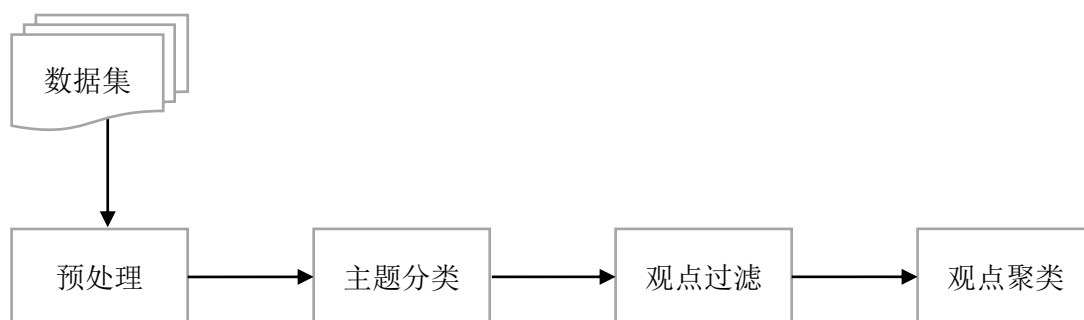 数据集
预处理
主题分类
观点过滤
观点聚类